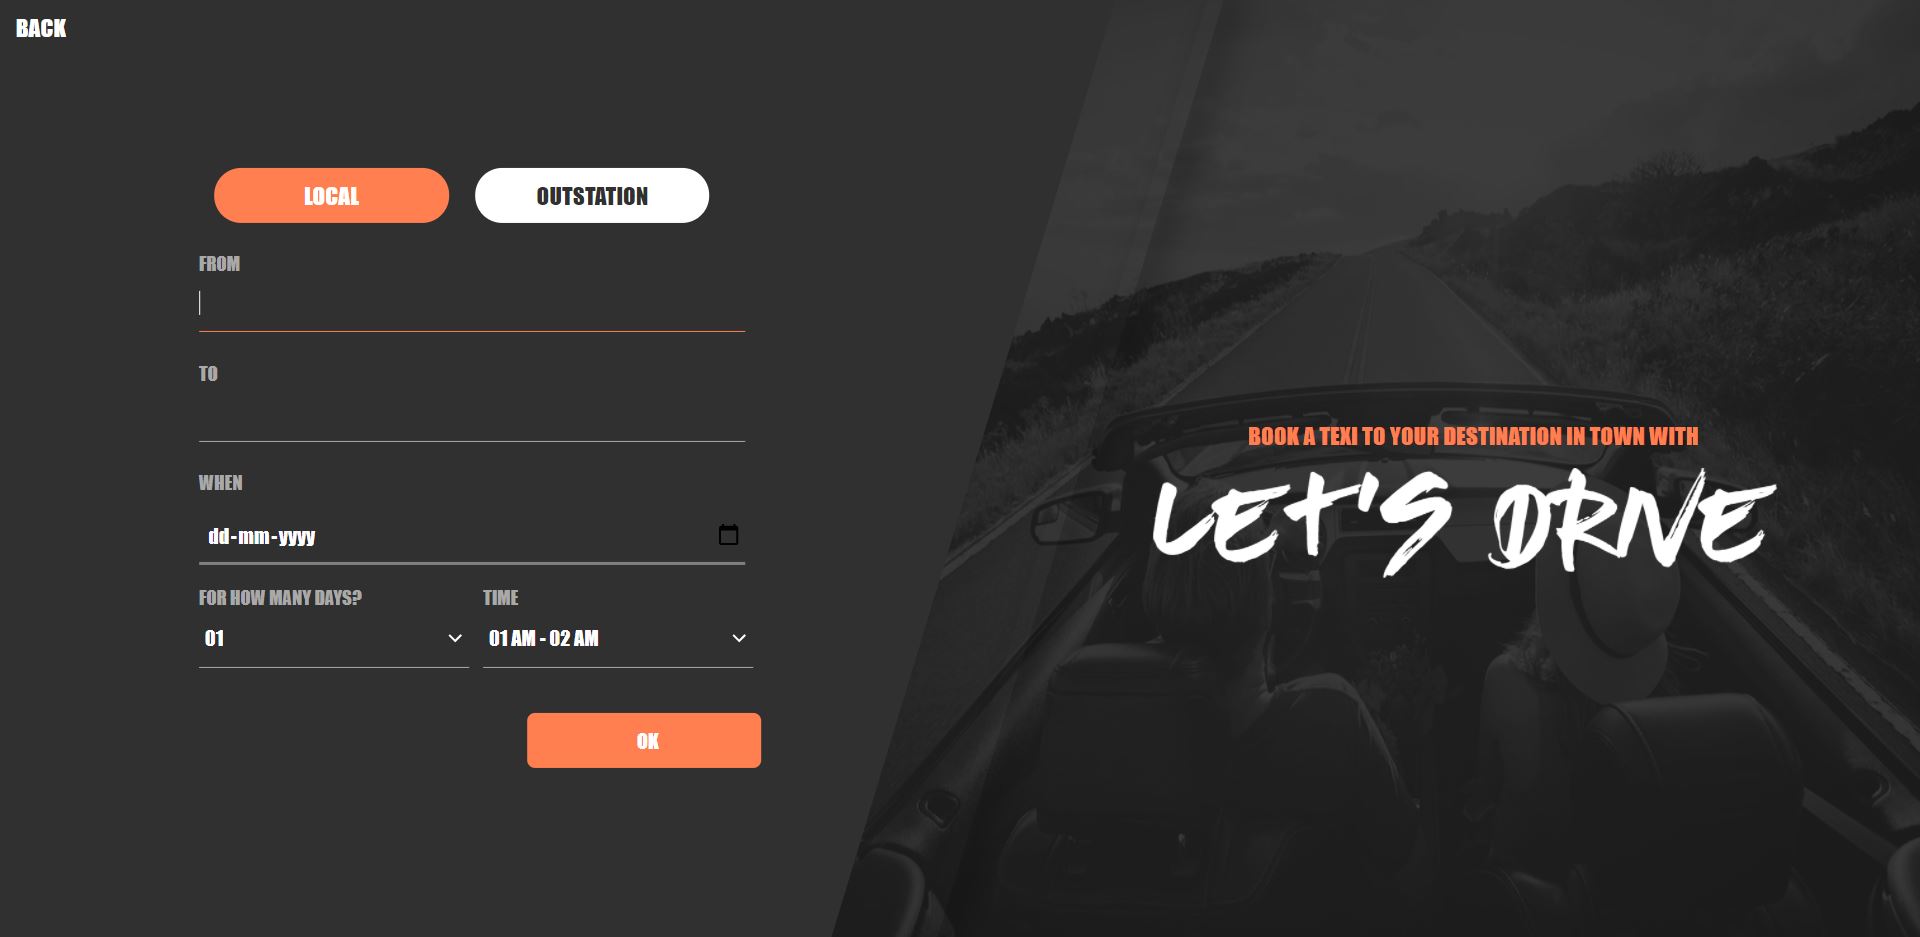 BACK
LOCAL
OUTSTATION
FROM
TO
WHEN
dd-mm-yyyy
FOR HOW MANY DAYS?
TIME
01
01 AM - 02 AM
OK
BOOK A TEXI TO YOUR DESTINATION IN TOWN WITH
LET'S DRIVE